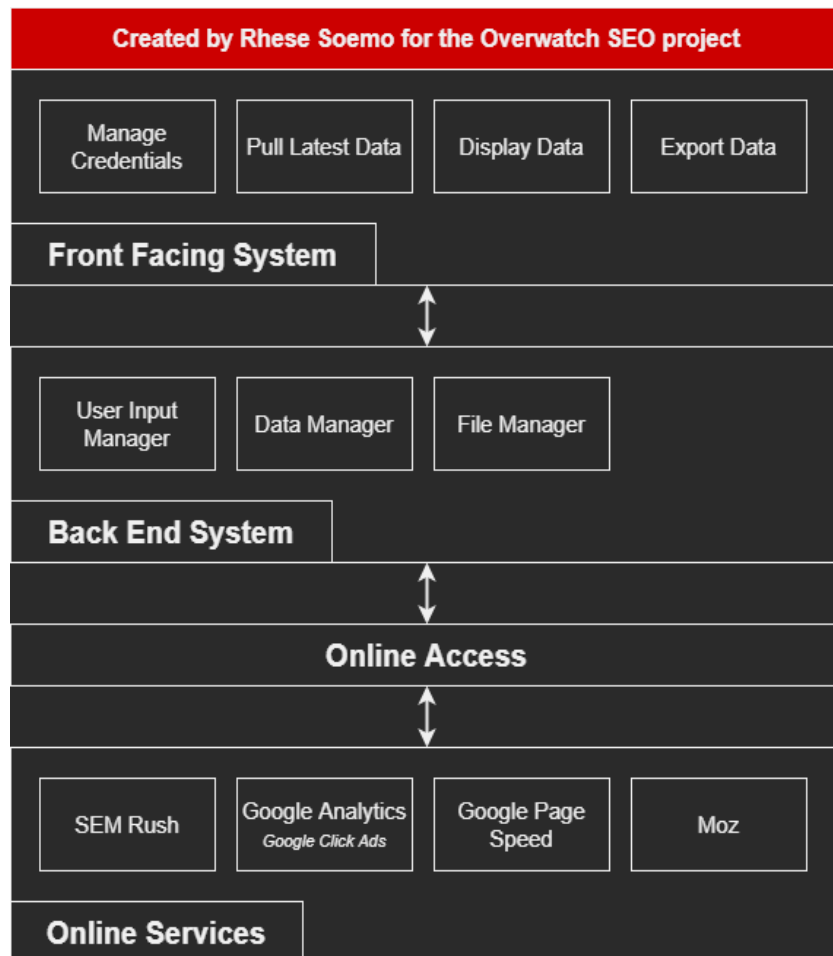 Created by Rhese Soemo for the Overwatch SEO project
Manage
Credentials
Pull Latest Data
Display Data
Export Data
Front Facing System
User Input
Manager
Data Manager
File Manager
Back End System
Online Access
SEM Rush
Google Analytics
Google Click Ads
Google Page
Speed
Moz
Online Services